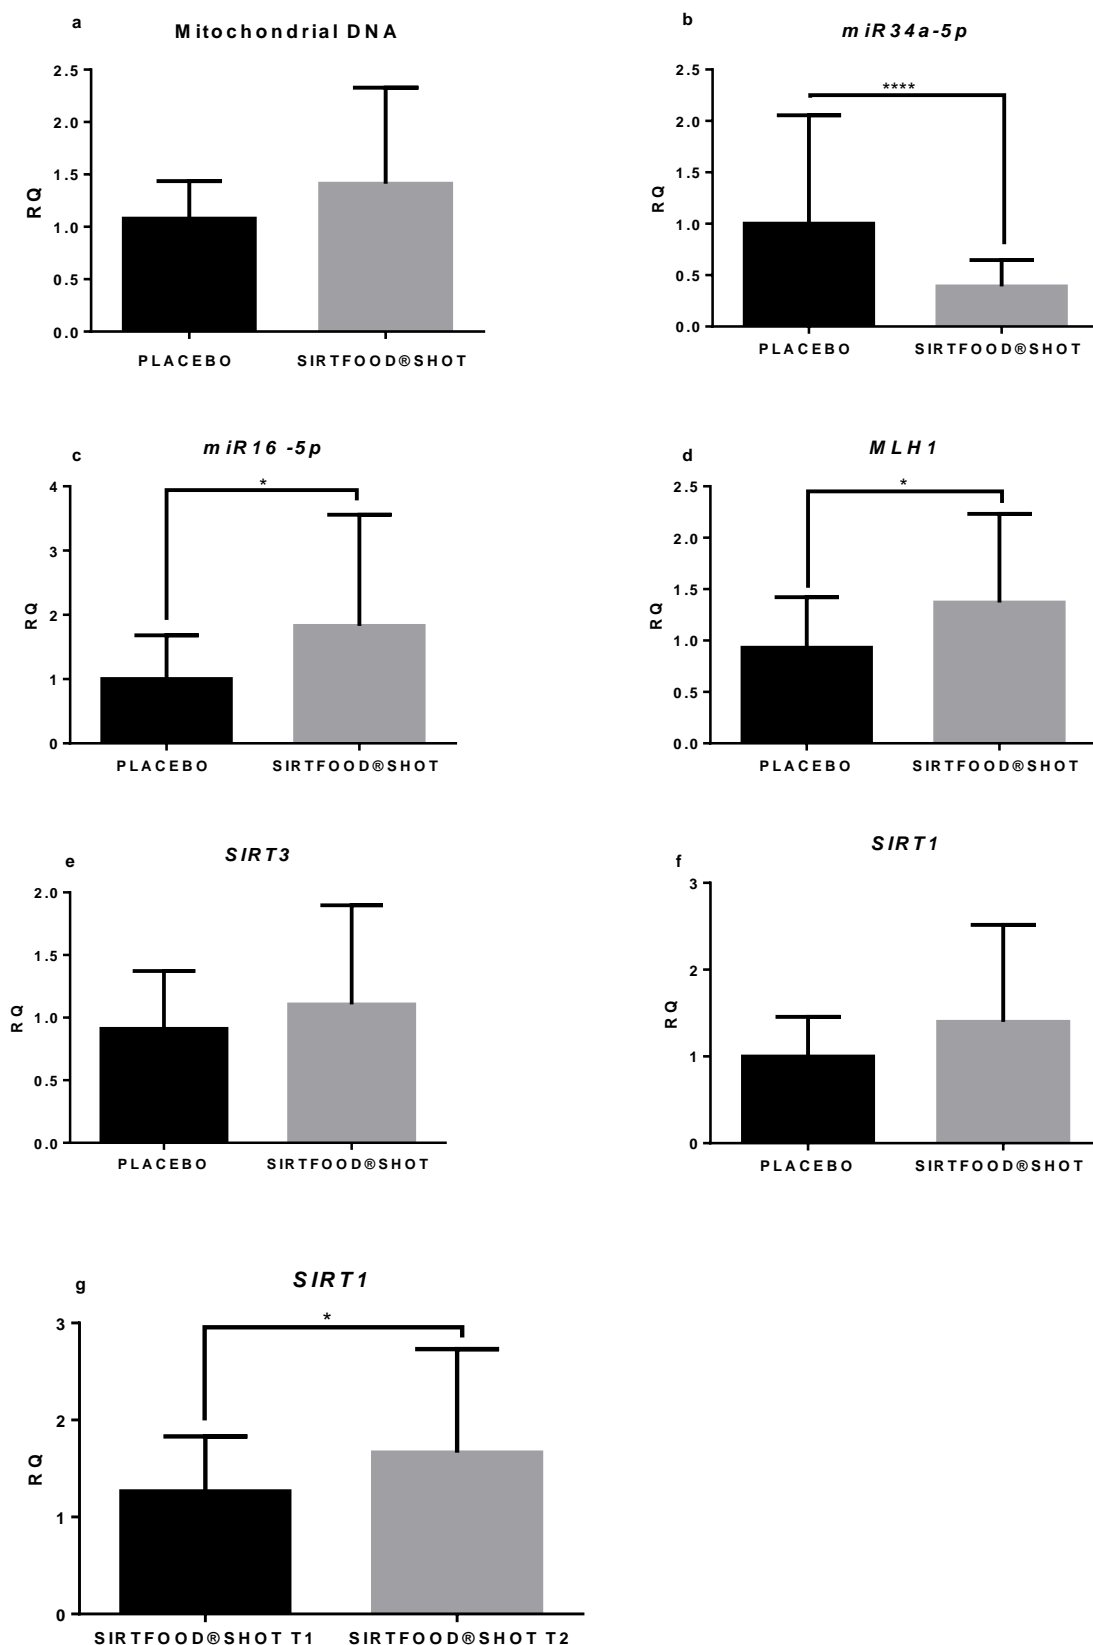 a
Mitochondrial DNA
2.5
2.0
1.5
1.0
0.5
0.0
RQ
PLACEBO SIRTFOOD®SHOT
b
miR34a-5p
****
2.5
2.0
1.5
1.0
0.5
0.0
RQ
PLACEBO SIRTFOOD®SHOT
c
miR16 -5p
*
4
3
2
1
0
RQ
PLACEBO SIRTFOOD®SHOT
d
MLH1
*
2.5
2.0
1.5
1.0
0.5
0.0
RQ
PLACEBO SIRTFOOD®SHOT
e
SIRT3
2.0
1.5
1.0
0.5
0.0
RQ
PLACEBO SIRTFOOD®SHOT
f
SIRT1
3
2
1
0
RQ
PLACEBO SIRTFOOD®SHOT
g
SIRT1
*
3
2
1
0
RQ
SIRTFOOD®SHOT T1 SIRTFOOD®SHOT T2